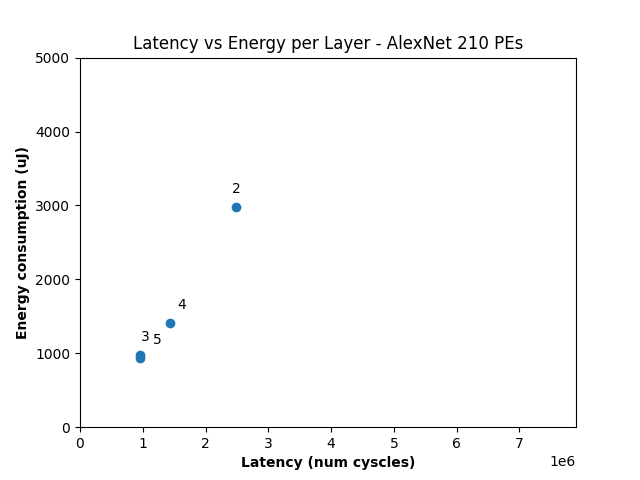 Latency vs Energy per Layer - AlexNet 210 PEs
5000
4000
3000
2000
1000
0
Energy consumption (uJ)
2
4
3
5
0 1 2 3 4 5 6 7
1e6
Latency (num cyscles)